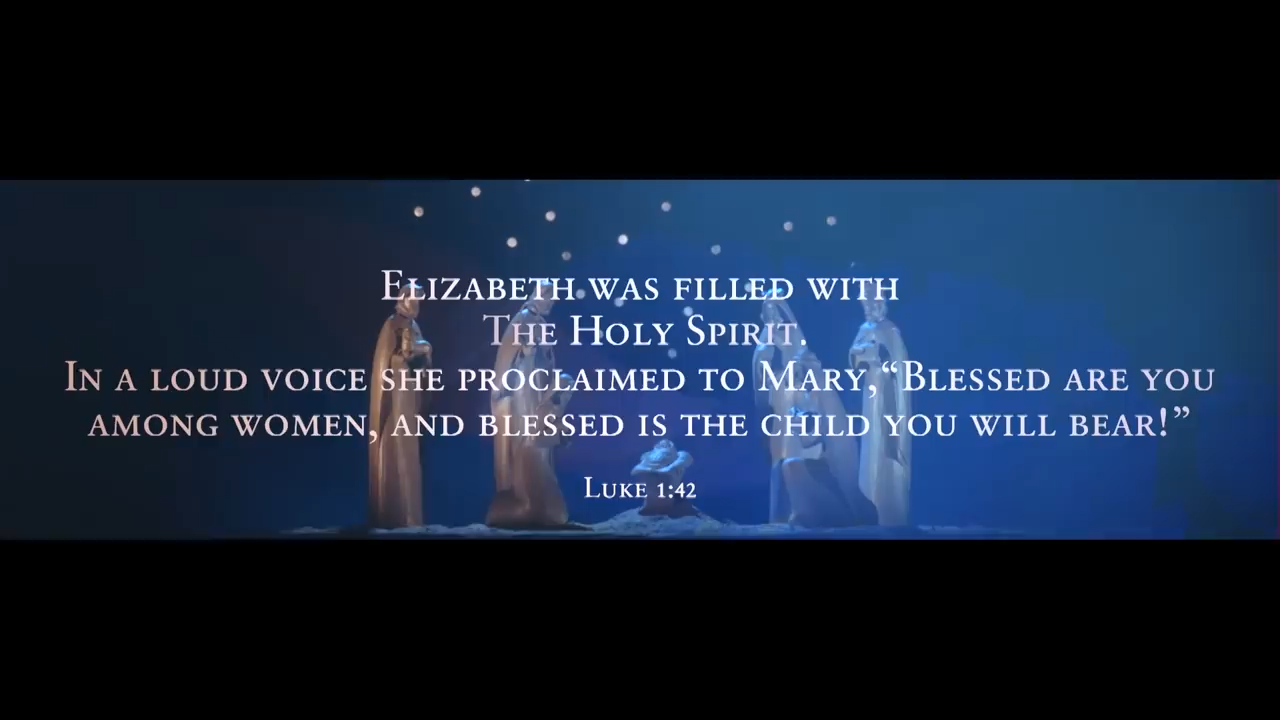 Elizabeth was filled with
The Holy Spirit.
In a loud voice she proclaimed to Mary,“Blessed are you
among women, and blessed is the child you will bear!”
Luke 1:42